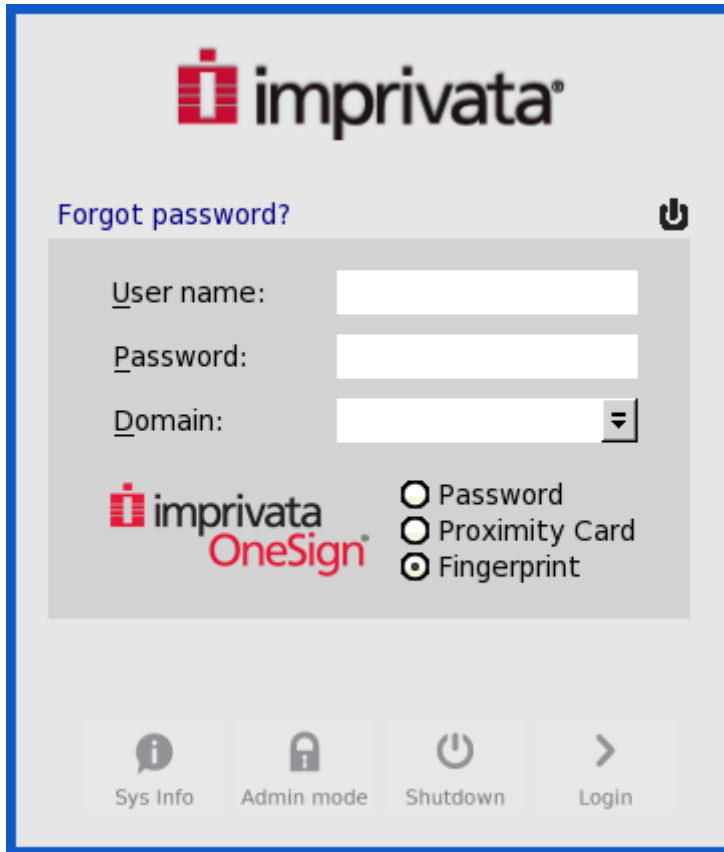 imprivata®
Forgot password?
User name:
Password:
Domain:
imprivata
OneSign®
Password
Proximity Card
Fingerprint
Sys Info
Admin mode
Shutdown
Login